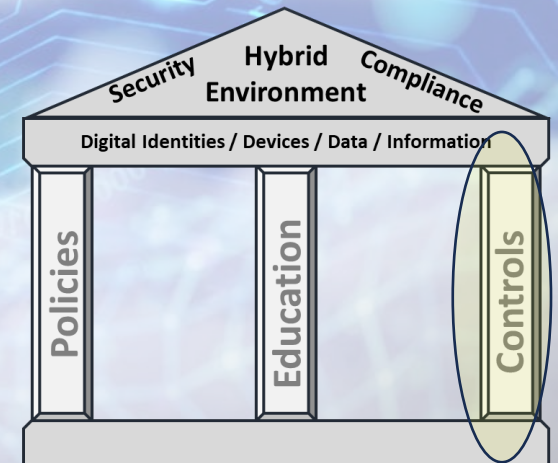 Security
Hybrid
Environment
Compliance
Digital Identities / Devices / Data / Information
Policies
Education
Controls